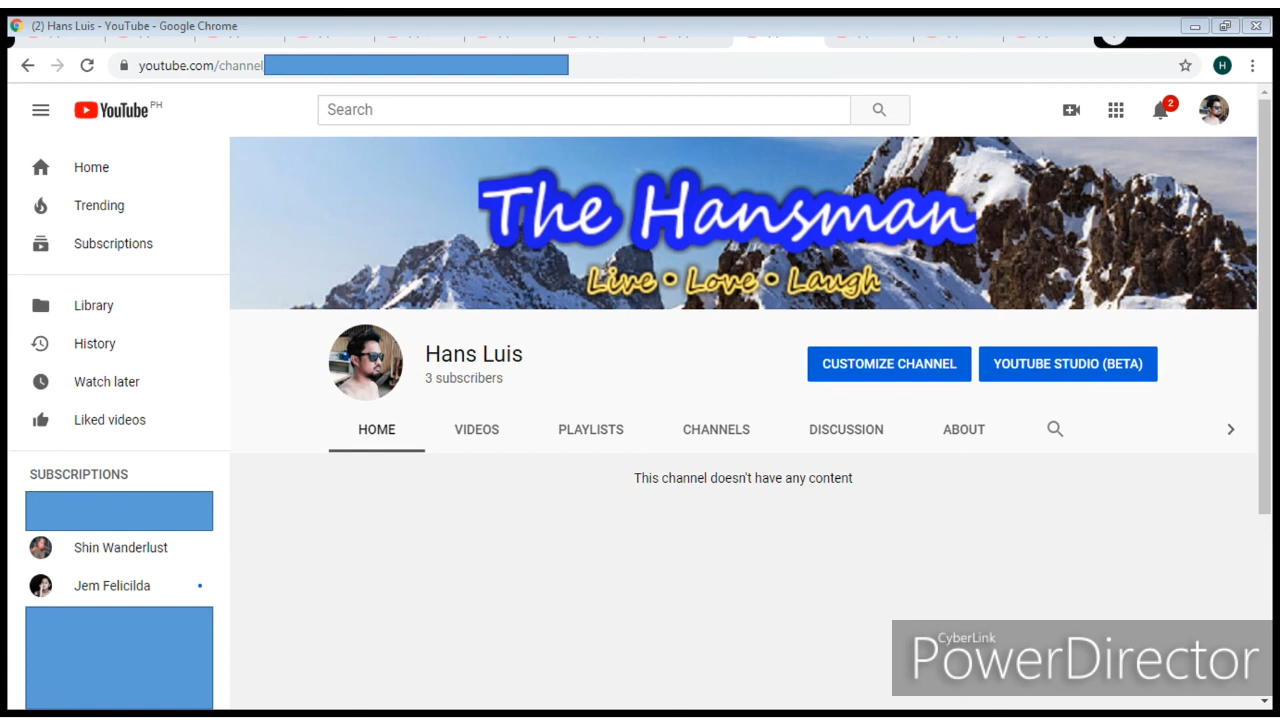 (2) Hans Luis - YouTube - Google Chrome
youtube.com/channel
H
YouTube PH
Search
2
Home
Trending
Subscriptions
Library
History
Watch later
Liked videos
SUBSCRIPTIONS
Shin Wanderlust
Jem Felicilda
The Hansman
Live • Love • Laugh
Hans Luis
3 subscribers
CUSTOMIZE CHANNEL
YOUTUBE STUDIO (BETA)
HOME VIDEOS PLAYLISTS CHANNELS DISCUSSION ABOUT
This channel doesn't have any content
CyberLink
PowerDirector